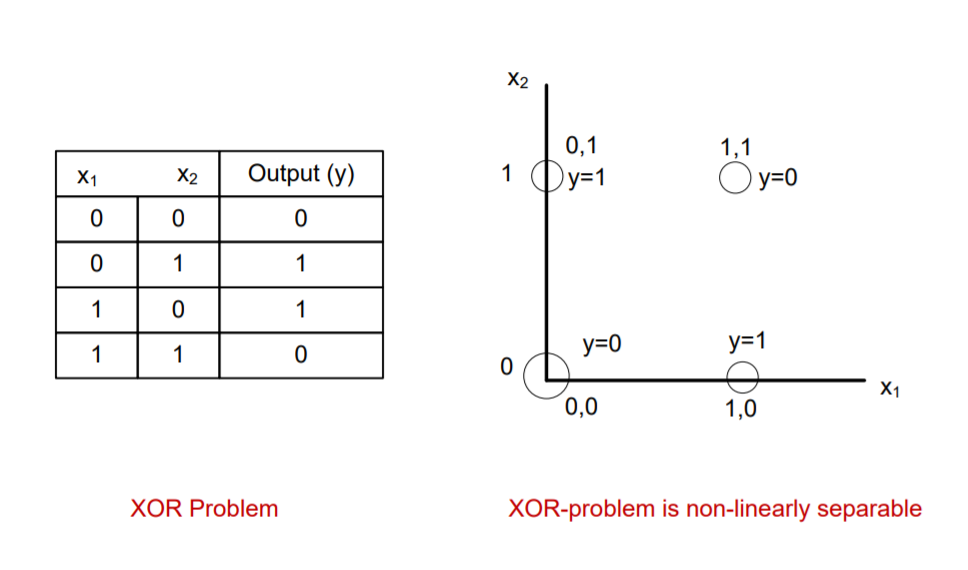 x₁ x₂ Output (y)
0 0 0
0 1 1
1 0 1
1 1 0
XOR Problem
x₂
0,1
1,1
1
y=1
y=0
y=0
y=1
0
x₁
0,0
1,0
XOR-problem is non-linearly separable